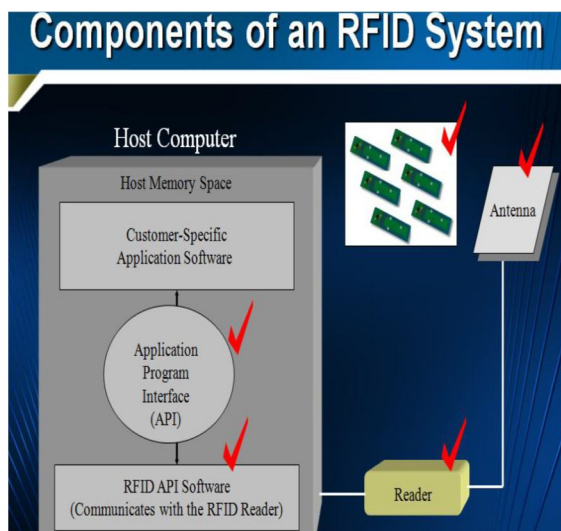 Components of an RFID System
Host Computer
Host Memory Space
Customer-Specific
Application Software
Application
Program
Interface
(API)
RFID API Software
(Communicates with the RFID Reader)
Reader
Antenna